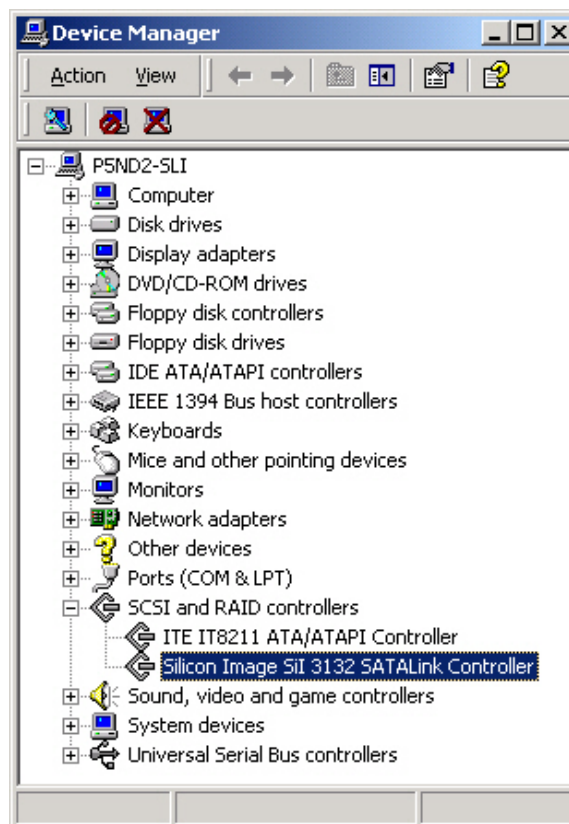 Device Manager
Action View
P5ND2-SLI
Computer
Disk drives
Display adapters
DVD/CD-ROM drives
Floppy disk controllers
Floppy disk drives
IDE ATA/ATAPI controllers
IEEE 1394 Bus host controllers
Keyboards
Mice and other pointing devices
Monitors
Network adapters
Other devices
Ports (COM & LPT)
SCSI and RAID controllers
ITE IT8211 ATA/ATAPI Controller
Silicon Image SiI 3132 SATALink Controller
Sound, video and game controllers
System devices
Universal Serial Bus controllers